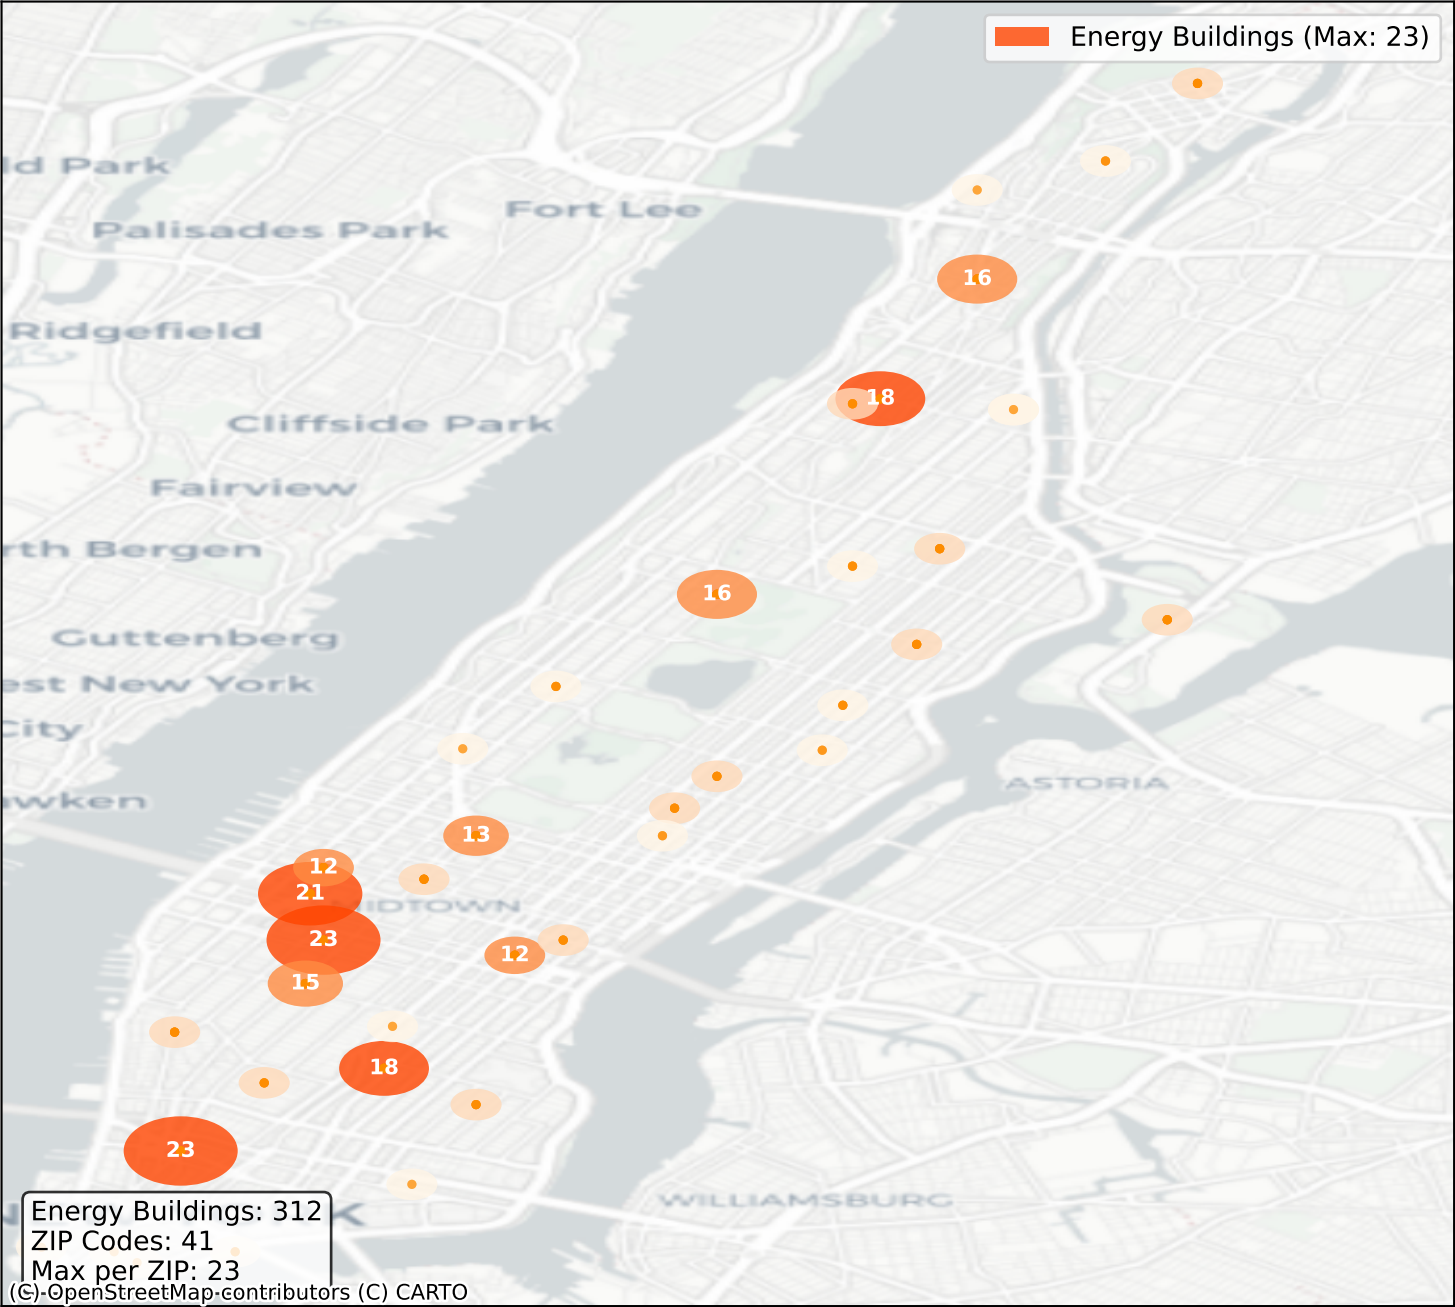 Energy Buildings (Max: 23)
ld Park
Fort Lee
Palisades Park
16
Ridgefield
18
Cliffside Park
Fairview
rth Bergen
16
Guttenberg
est New York
City
ASTORIA
awken
13
12
21
IDTOWN
23
12
15
18
23
WILLIAMSBURG
N
K
Energy Buildings: 312
ZIP Codes: 41
Max per ZIP: 23
(C) OpenStreetMap contributors (C) CARTO